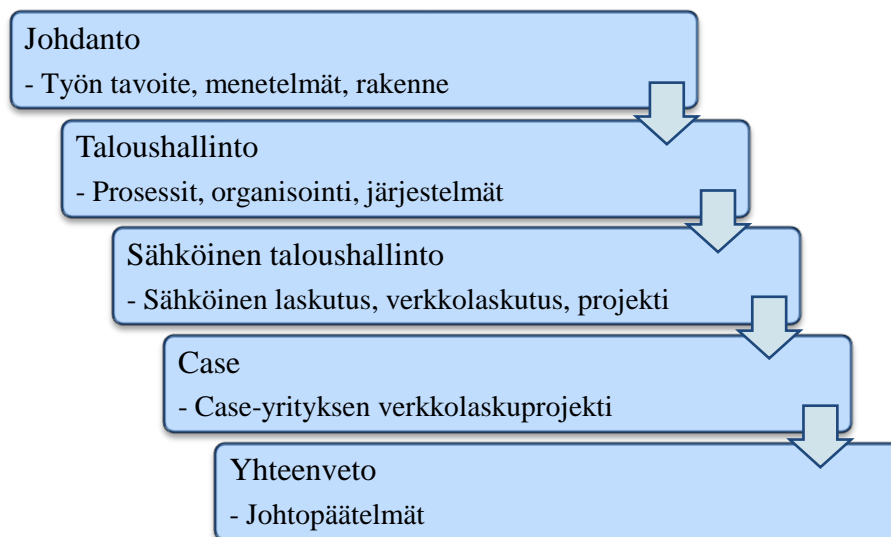 Johdanto
- Työn tavoite, menetelmät, rakenne
Taloushallinto
- Prosessit, organisointi, järjestelmät
Sähköinen taloushallinto
- Sähköinen laskutus, verkkolaskutus, projekti
Case
- Case-yrityksen verkkolaskuprojekti
Yhteenveto
- Johtopäätelmät